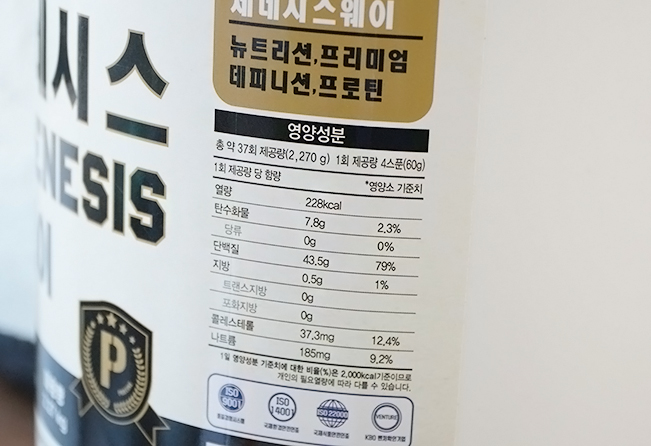 제네시스웨이
뉴트리션,프리미엄
데피니션,프로틴
시스
ENESIS
P
영양성분
총 약 37회 제공량(2,270 g) 1회 제공량 4스푼(60g)
1회 제공량 당 함량 *영양소 기준치
열량 228kcal
탄수화물 7.8g 2.3%
당류 0g 0%
단백질 43.5g 79%
지방 0.5g 1%
트랜스지방 0g
포화지방 0g
콜레스테롤 37.3mg 12.4%
나트륨 185mg 9.2%
1일 영양성분 기준치에 대한 비율(%)은 2,000kcal기준이므로
개인의 필요열량에 따라 다를 수 있습니다.
ISO 9001 ISO 14001 ISO 22000 VENTURE
KBO 벤처확인기업